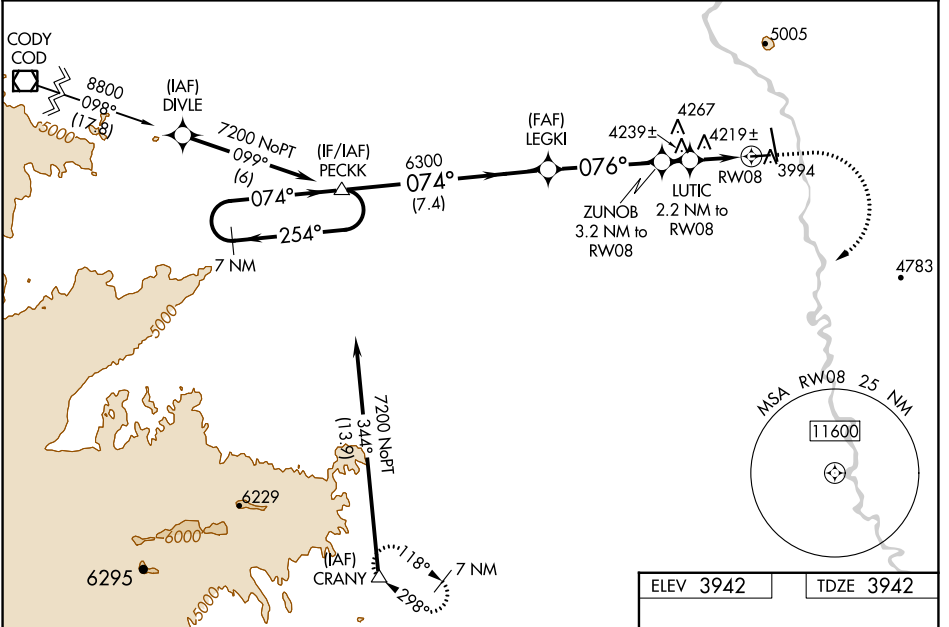 CODY
COD
8800
098°
(17.8)
5000
(IAF)
DIVLE
7200 NoPT
099°
(6)
(IF/IAF)
PECKK
074°
254°
7 NM
6300
074°
(7.4)
(FAF)
LEGKI
076°
4239±
4267
4219±
5005
ZUNOB
3.2 NM to
RW08
LUTIC
2.2 NM to
RW08
RW08
3994
4783
5000
7200 NoPT
344°
(13.9)
6229
6000
6295
(IAF)
CRANY
118°
298°
7 NM
5000
MSA RW08 25 NM
11600
ELEV 3942
TDZE 3942